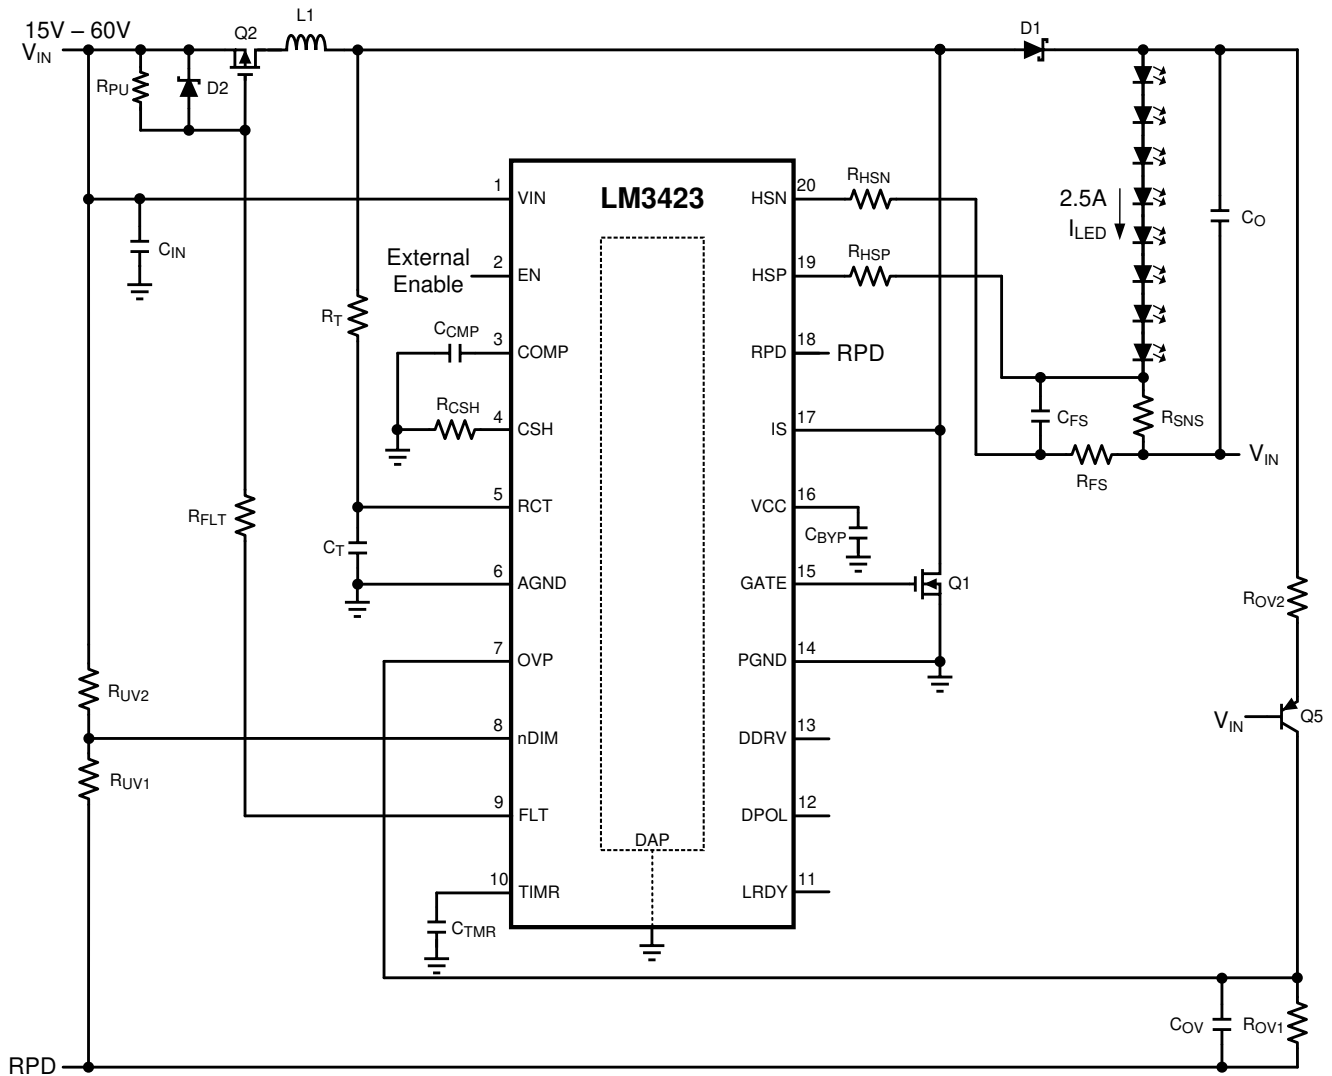 15V – 60V
VIN
Q2
L1
D1
RPU
D2
1
VIN
LM3423
HSN
20
RHSN
2.5A
ILED
CO
CIN
External
Enable
2
EN
HSP
19
RHSP
RT
CCMP
3
COMP
RPD
18
RPD
RCSH
4
CSH
IS
17
CFS
RSNS
VIN
RFS
RFLT
5
RCT
VCC
16
CBYP
CT
6
AGND
GATE
15
Q1
ROV2
7
OVP
PGND
14
RUV2
8
nDIM
DDRV
13
VIN
Q5
RUV1
9
FLT
DPOL
12
DAP
10
TIMR
LRDY
11
CTMR
COV
ROV1
RPD